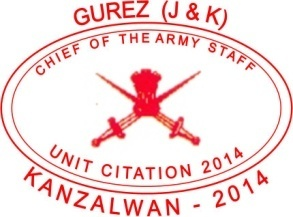 GUREZ (J & K)
CHIEF OF THE ARMY STAFF
UNIT CITATION 2014
KANZALWAN - 2014